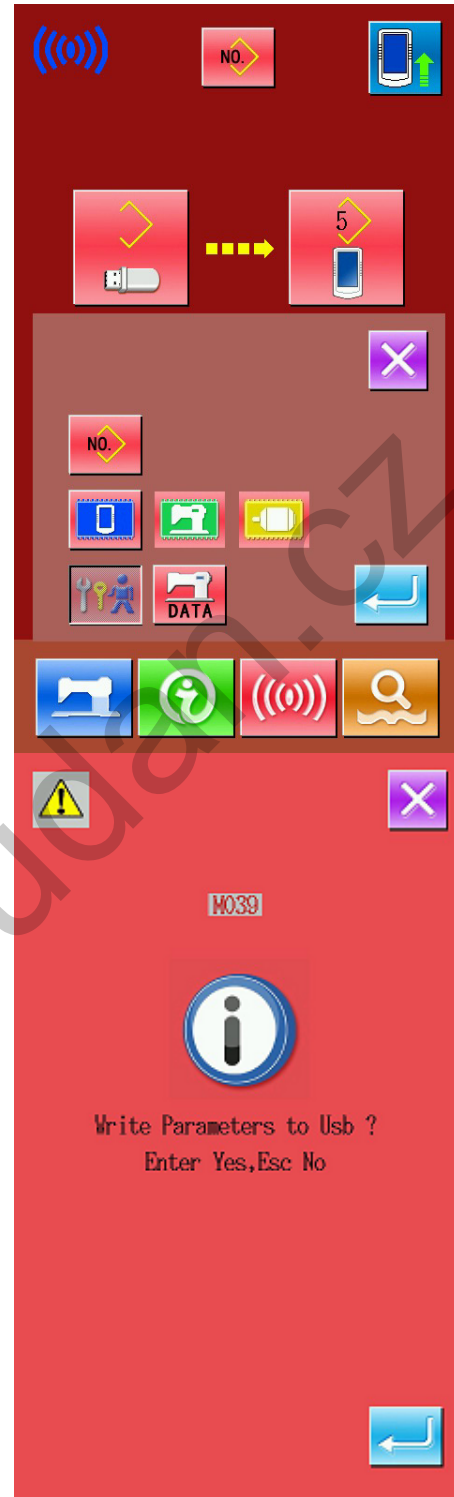 NO.
5
NO.
DATA
M039
Write Parameters to Usb ?
Enter Yes,Esc No